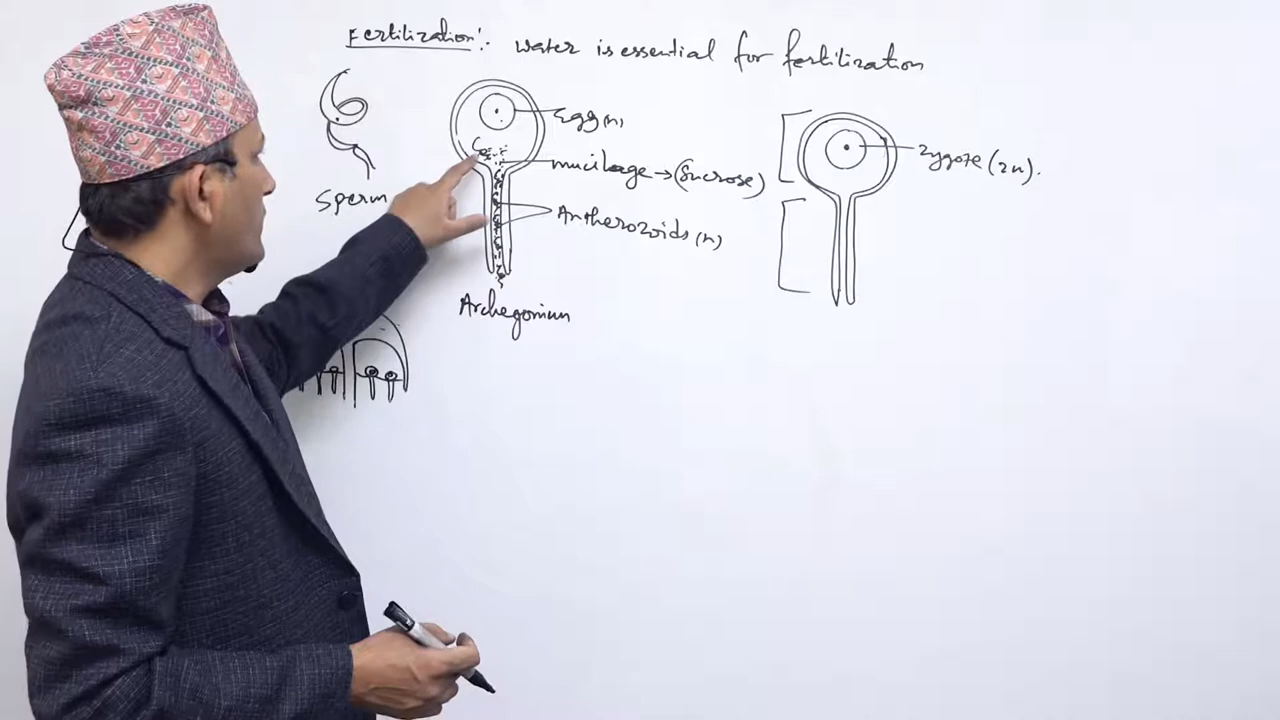 Fertilization:- water is essential for fertilization
Egg(n)
mucilage → (Sucrose)
Zygote (2n).
Sperm
Antherozoids (n)
Archegonium